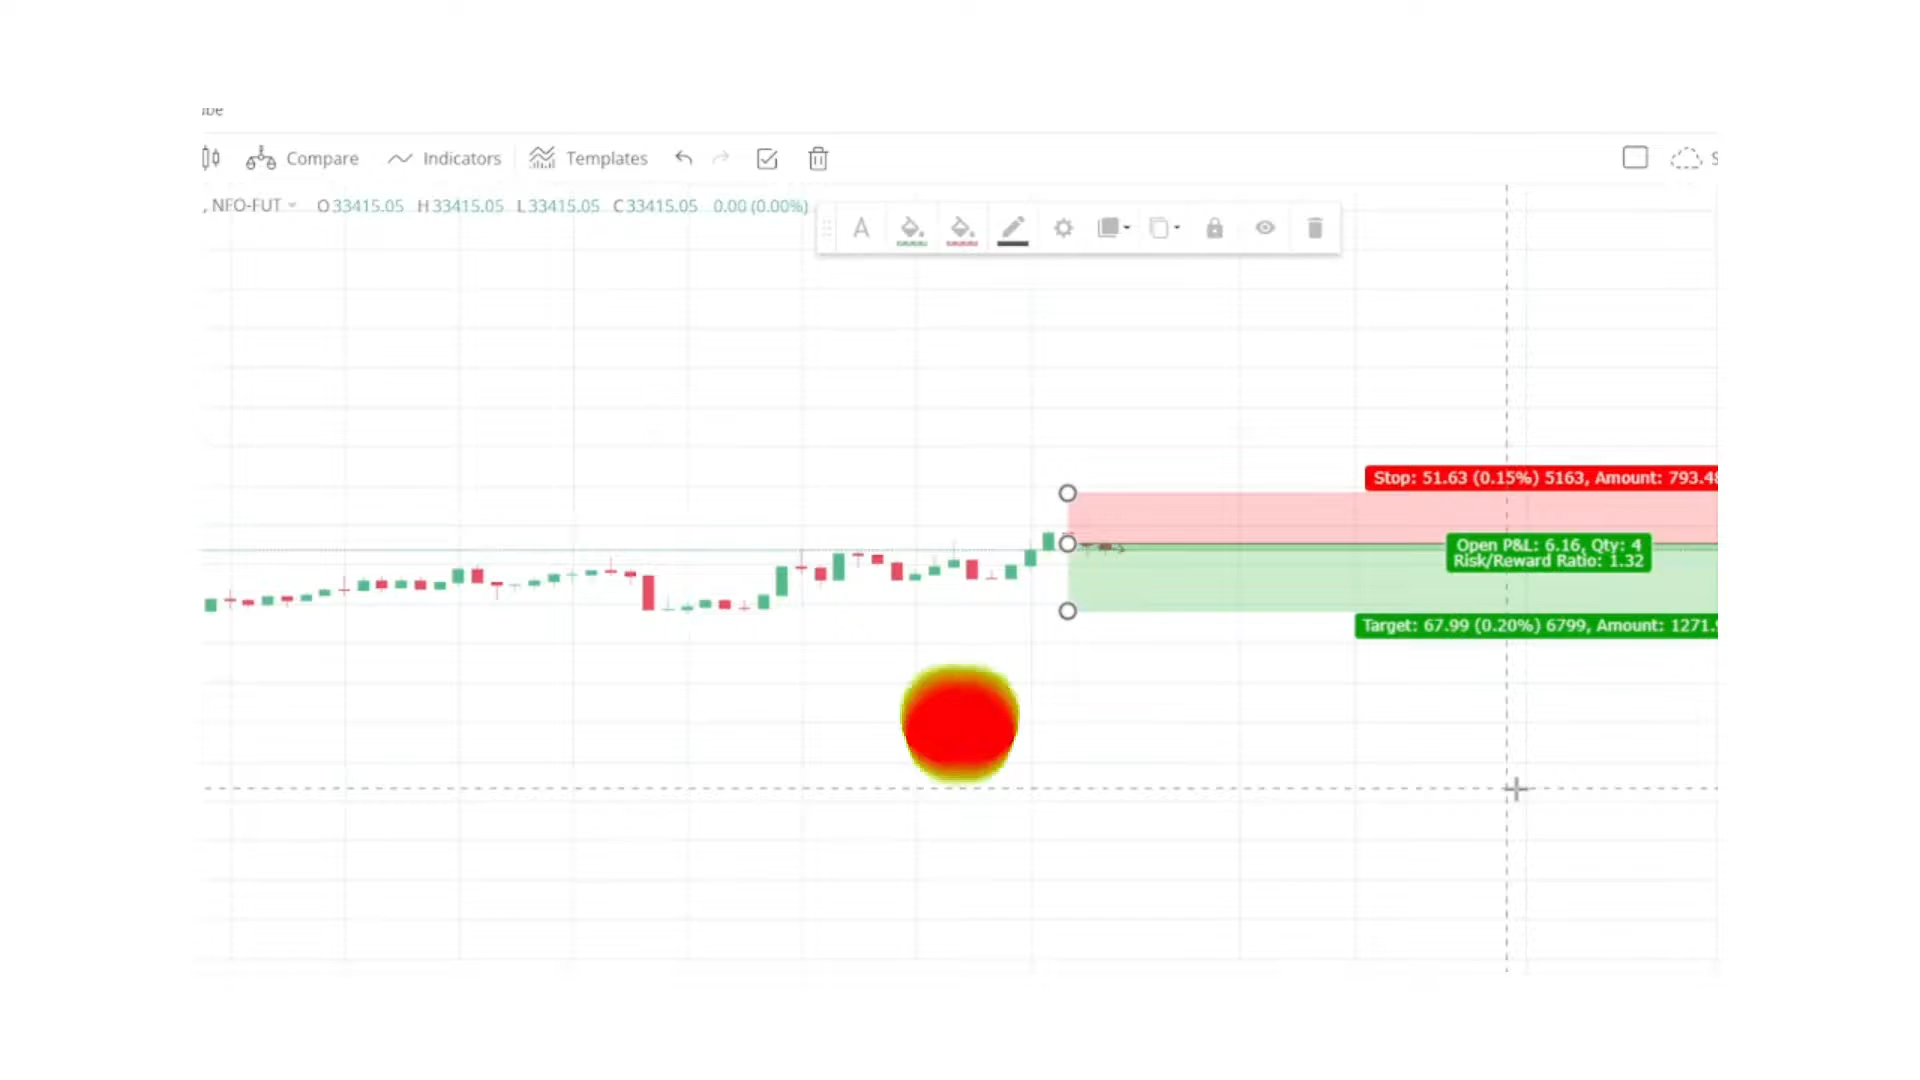 Compare Indicators Templates
, NFO-FUT O33415.05 H33415.05 L33415.05 C33415.05 0.00 (0.00%)
A
Stop: 51.63 (0.15%) 5163, Amount: 793.48
Open P&L: 6.16, Qty: 4
Risk/Reward Ratio: 1.32
Target: 67.99 (0.20%) 6799, Amount: 1271.9